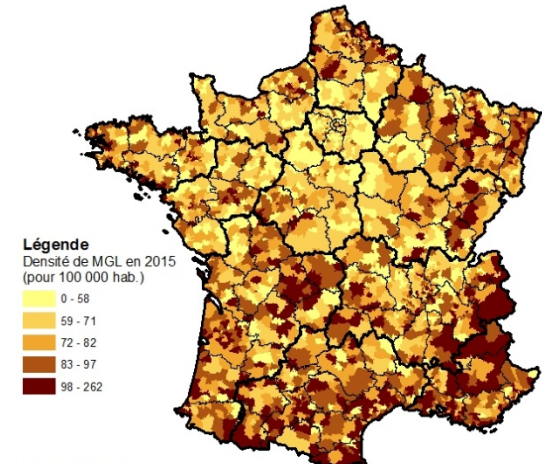 Légende
Densité de MGL en 2015
(pour 100 000 hab.)
0 - 58
59 - 71
72 - 82
83 - 97
98 - 262